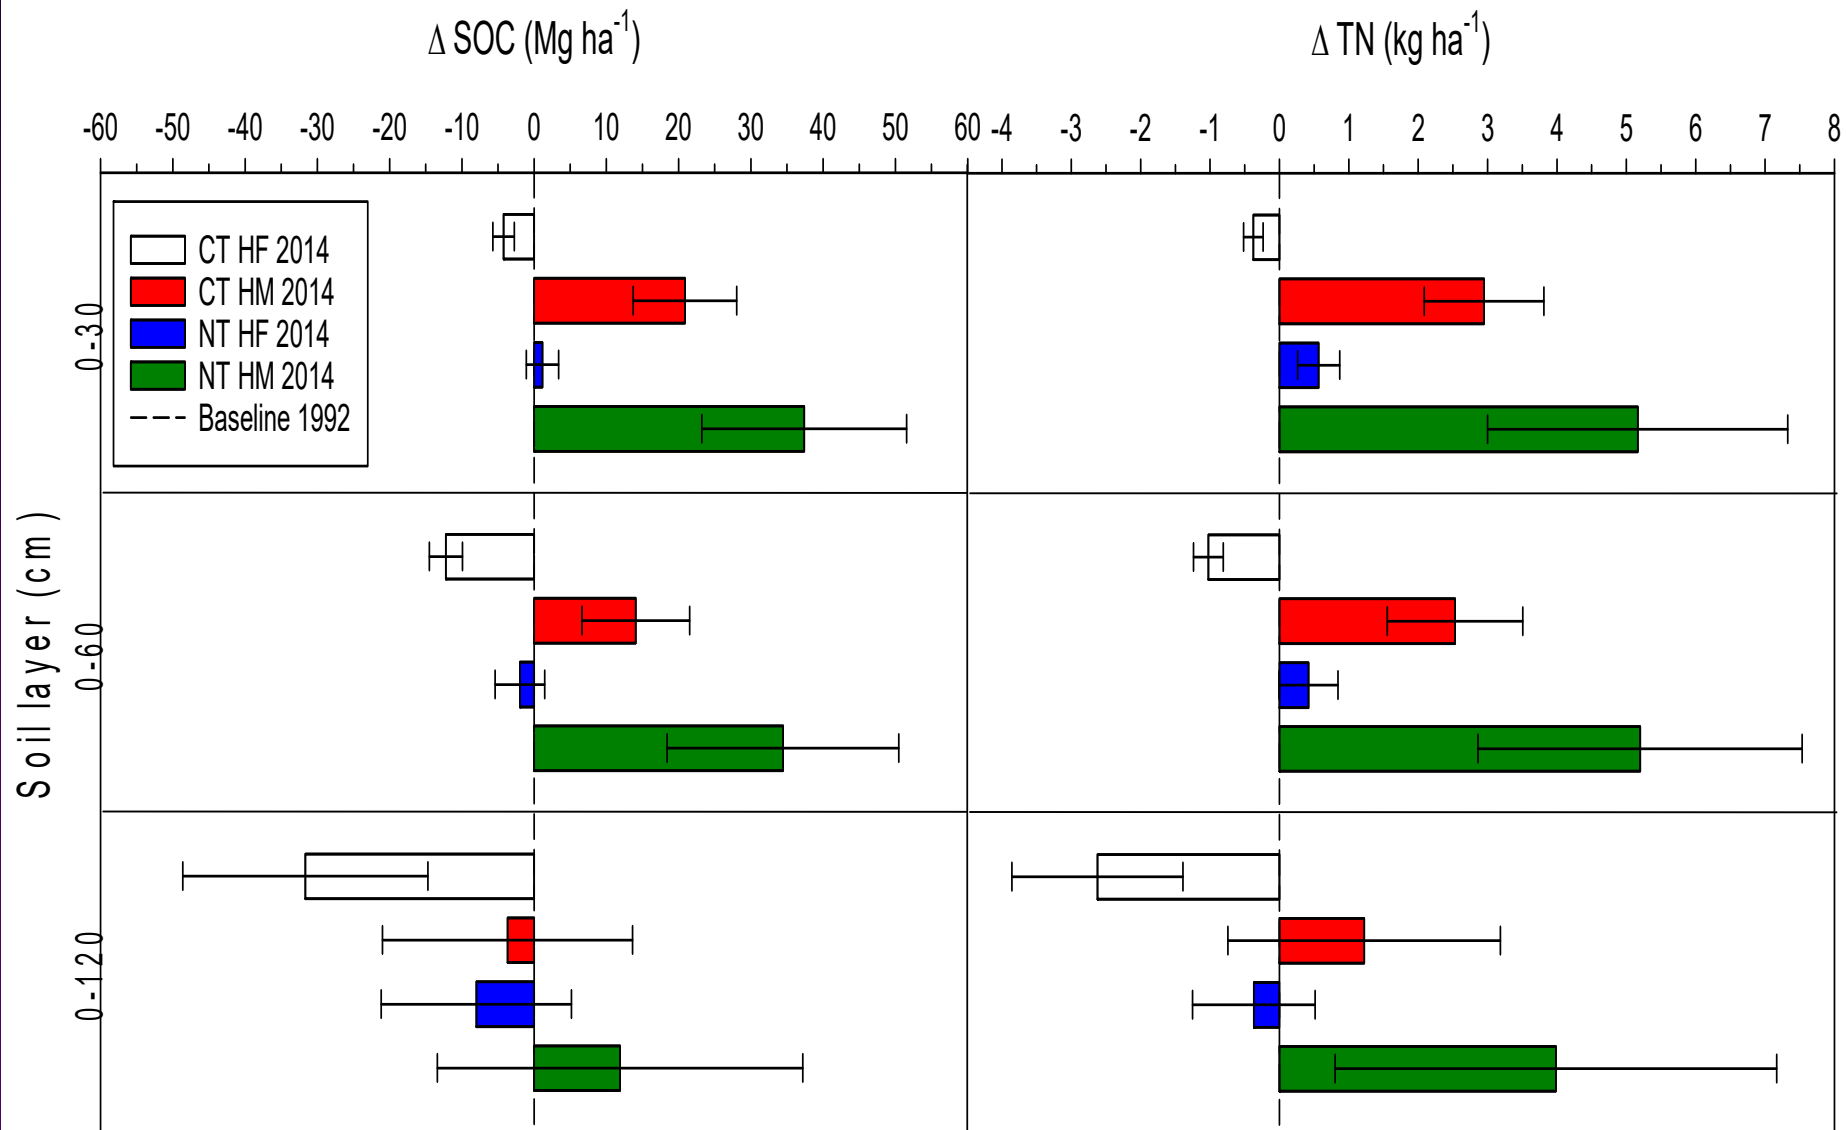 Δ SOC (Mg ha⁻¹)
Δ TN (kg ha⁻¹)
-60 -50 -40 -30 -20 -10 0 10 20 30 40 50 60
-4 -3 -2 -1 0 1 2 3 4 5 6 7 8
CT HF 2014
CT HM 2014
NT HF 2014
NT HM 2014
Baseline 1992
Soil layer (cm)
0-30
0-60
0-120